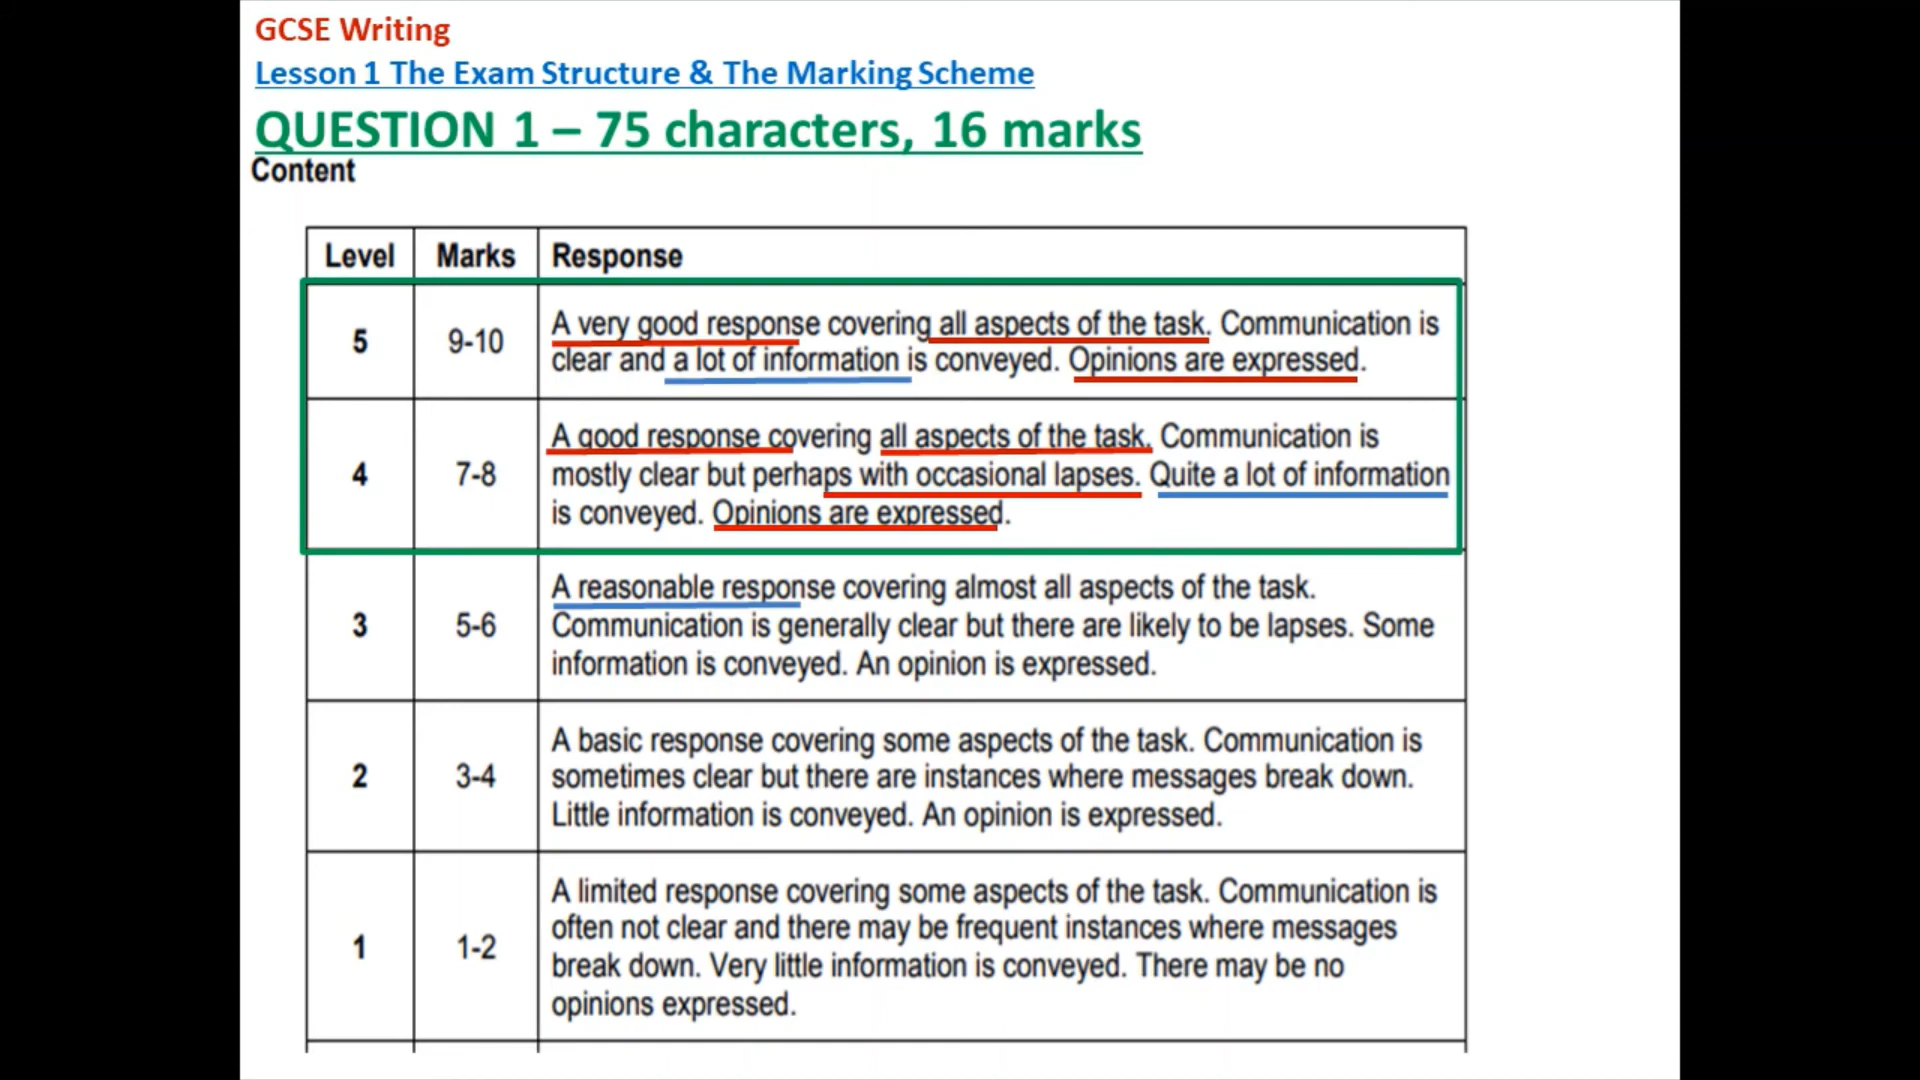 GCSE Writing
Lesson 1 The Exam Structure & The Marking Scheme
QUESTION 1 – 75 characters, 16 marks
Content
Level Marks Response
5 9-10 A very good response covering all aspects of the task. Communication is
clear and a lot of information is conveyed. Opinions are expressed.
4 7-8 A good response covering all aspects of the task. Communication is
mostly clear but perhaps with occasional lapses. Quite a lot of information
is conveyed. Opinions are expressed.
3 5-6 A reasonable response covering almost all aspects of the task.
Communication is generally clear but there are likely to be lapses. Some
information is conveyed. An opinion is expressed.
2 3-4 A basic response covering some aspects of the task. Communication is
sometimes clear but there are instances where messages break down.
Little information is conveyed. An opinion is expressed.
1 1-2 A limited response covering some aspects of the task. Communication is
often not clear and there may be frequent instances where messages
break down. Very little information is conveyed. There may be no
opinions expressed.